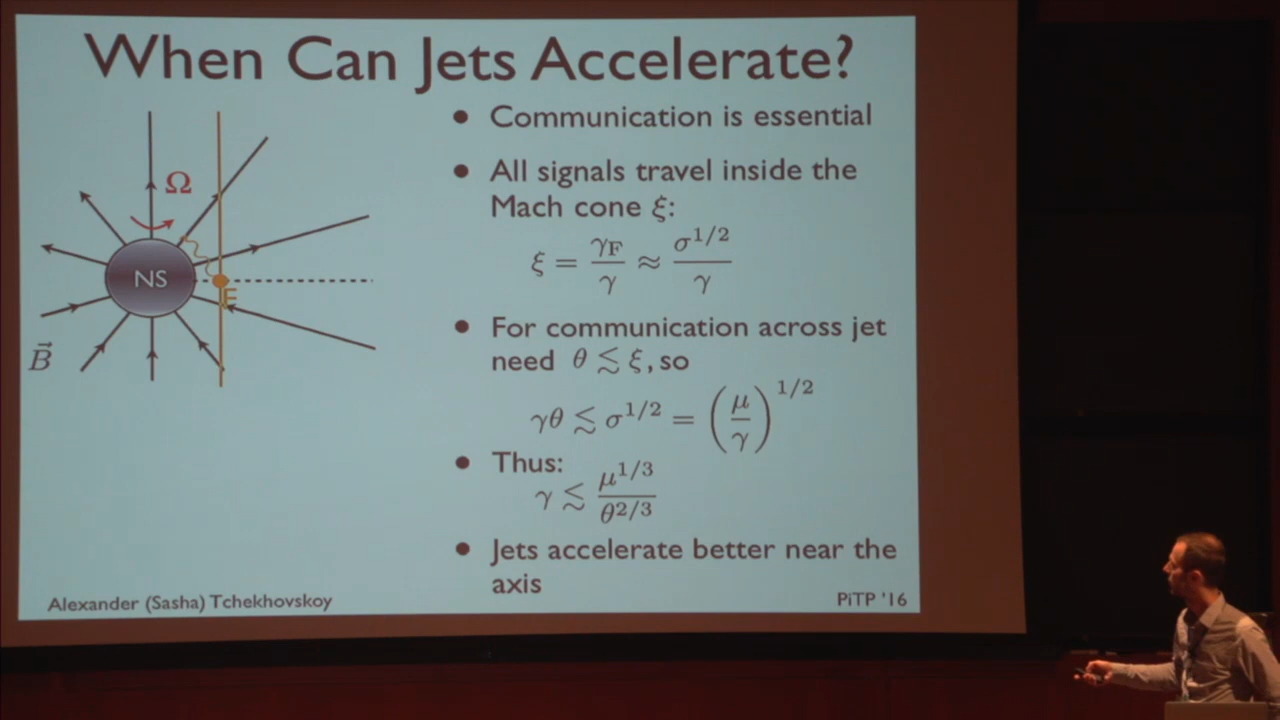 When Can Jets Accelerate?
• Communication is essential
• All signals travel inside the
Mach cone ξ:
ξ = γF/γ ≈ σ^1/2/γ
• For communication across jet
need θ ≲ ξ, so
γθ ≲ σ^1/2 = (μ/γ)^1/2
• Thus:
γ ≲ μ^1/3/θ^2/3
• Jets accelerate better near the
axis
Ω
NS
F
B⃗
Alexander (Sasha) Tchekhovskoy
PiTP '16